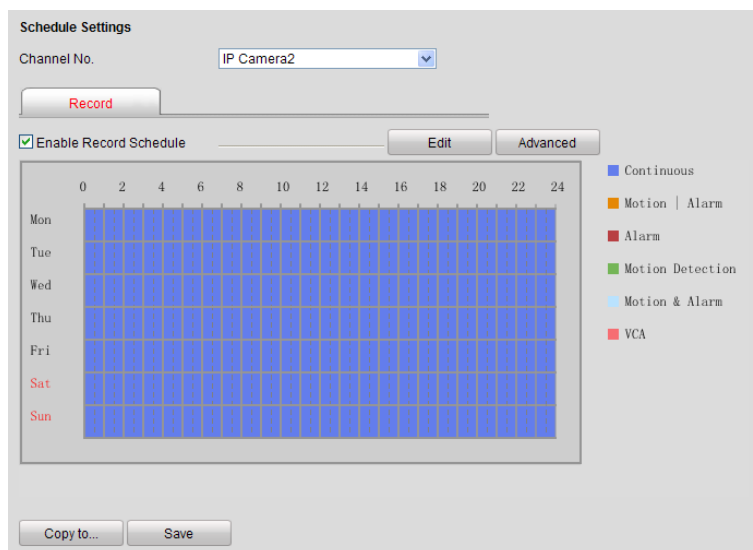 Schedule Settings
Channel No. IP Camera2
Record
Enable Record Schedule Edit Advanced
0 2 4 6 8 10 12 14 16 18 20 22 24
Mon
Tue
Wed
Thu
Fri
Sat
Sun
Continuous
Motion | Alarm
Alarm
Motion Detection
Motion & Alarm
VCA
Copy to... Save